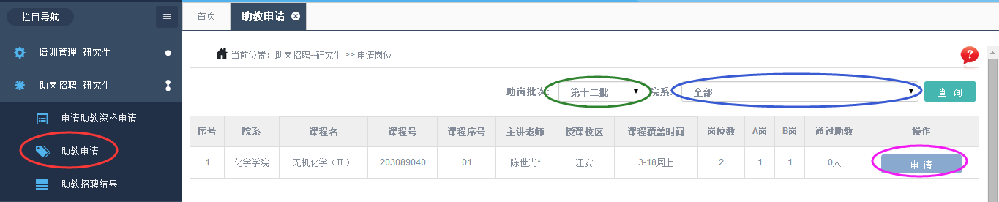 栏目导航
首页
助教申请
培训管理--研究生
当前位置: 助岗招聘--研究生 >> 申请岗位
助岗招聘--研究生
助岗批次: 第十二批 院系: 全部 查 询
申请助教资格申请
助教申请
助教招聘结果
序号 院系 课程名 课程号 课程序号 主讲老师 授课校区 课程覆盖时间 岗位数 A岗 B岗 通过助教 操作
1 化学学院 无机化学（II） 203089040 01 陈世光* 江安 3-18周上 2 1 1 0人 申 请